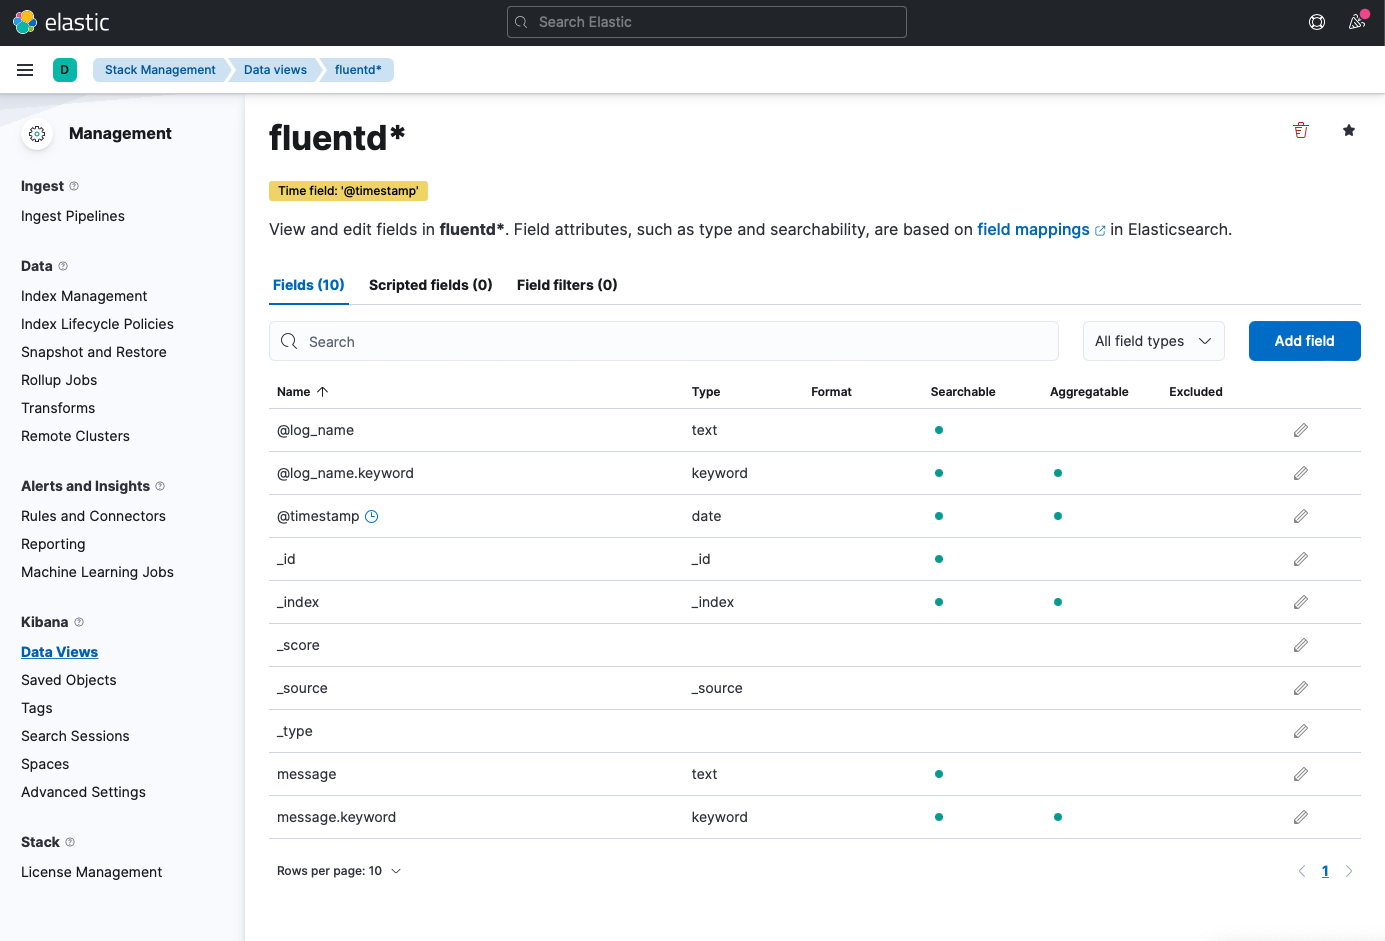 elastic
Search Elastic
D
Stack Management
Data views
fluentd*
Management
Ingest
Ingest Pipelines
Data
Index Management
Index Lifecycle Policies
Snapshot and Restore
Rollup Jobs
Transforms
Remote Clusters
Alerts and Insights
Rules and Connectors
Reporting
Machine Learning Jobs
Kibana
Data Views
Saved Objects
Tags
Search Sessions
Spaces
Advanced Settings
Stack
License Management
fluentd*
Time field: '@timestamp'
View and edit fields in fluentd*. Field attributes, such as type and searchability, are based on field mappings in Elasticsearch.
Fields (10) Scripted fields (0) Field filters (0)
Search All field types Add field
Name Type Format Searchable Aggregatable Excluded
@log_name text
@log_name.keyword keyword
@timestamp date
_id _id
_index _index
_score
_source _source
_type
message text
message.keyword keyword
Rows per page: 10 1